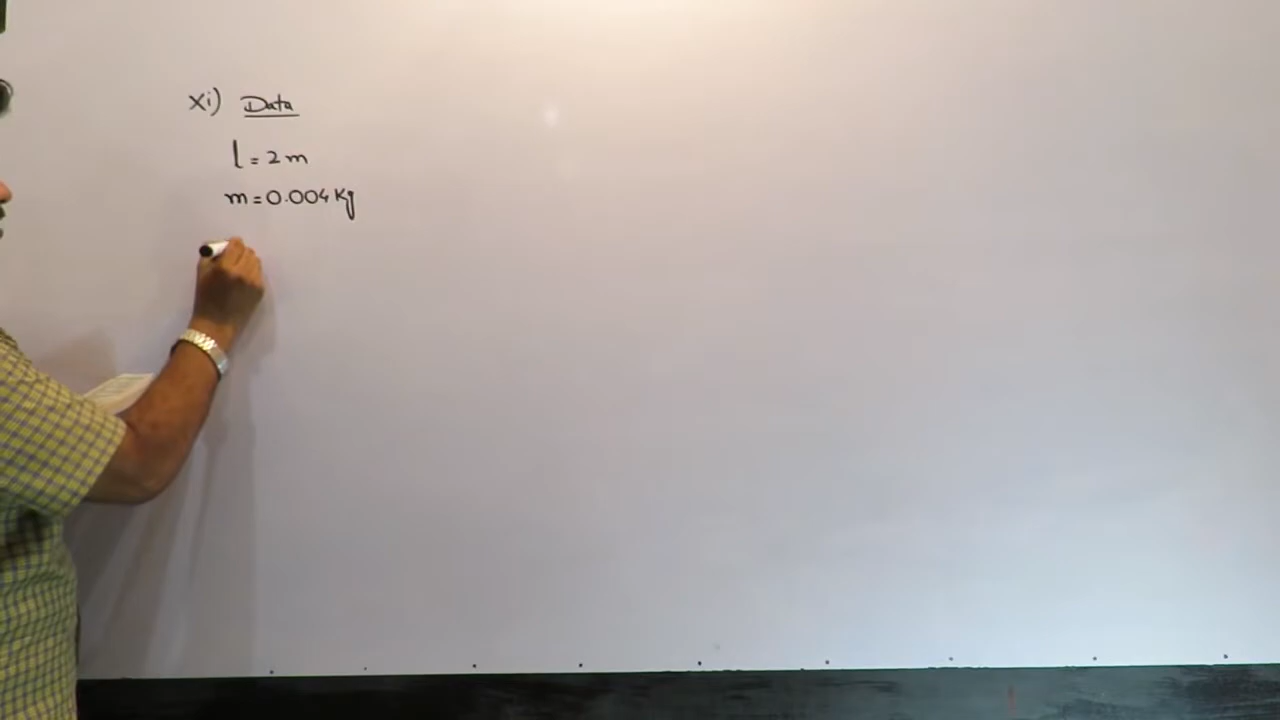 xi) Data
l = 2 m
m = 0.004 Kg